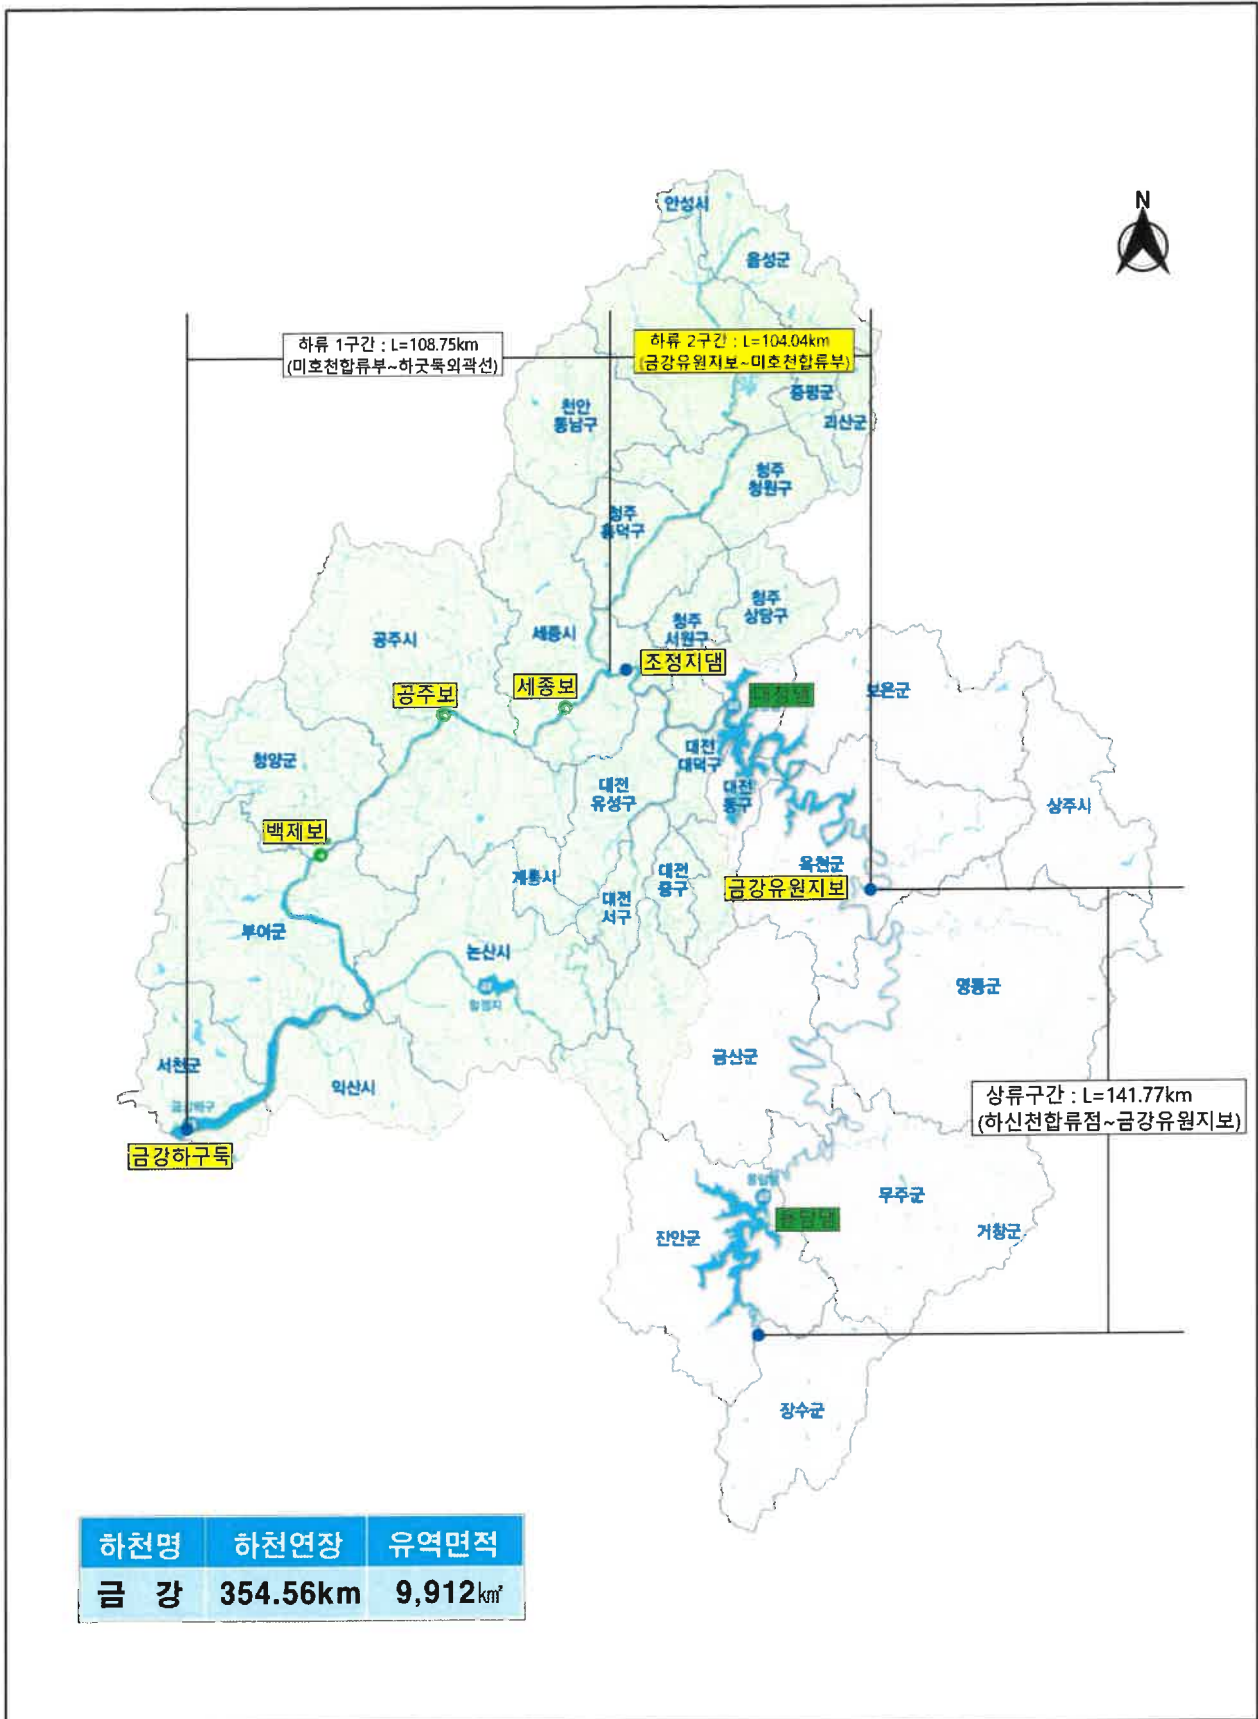 N
안성시
음성군
하류 1구간 : L=108.75km
(미호천합류부~하굿둑외곽선)
하류 2구간 : L=104.04km
(금강유원지보~미호천합류부)
증평군
괴산군
천안
동남구
청주
청원구
청주
흥덕구
청주
상당구
청주
서원구
공주시
세종시
조정지댐
세종보
공주보
대청댐
보은군
청양군
대전
대덕구
대전
유성구
대전
동구
상주시
백제보
계룡시
대전
중구
대전
서구
옥천군
금강유원지보
부여군
논산시
탑정지
영동군
서천군
익산시
금산군
금강하구둑
상류구간 : L=141.77km
(하신천합류점~금강유원지보)
용담댐
용담댐
무주군
거창군
진안군
장수군
하천명 하천연장 유역면적
금 강 354.56km 9,912㎢